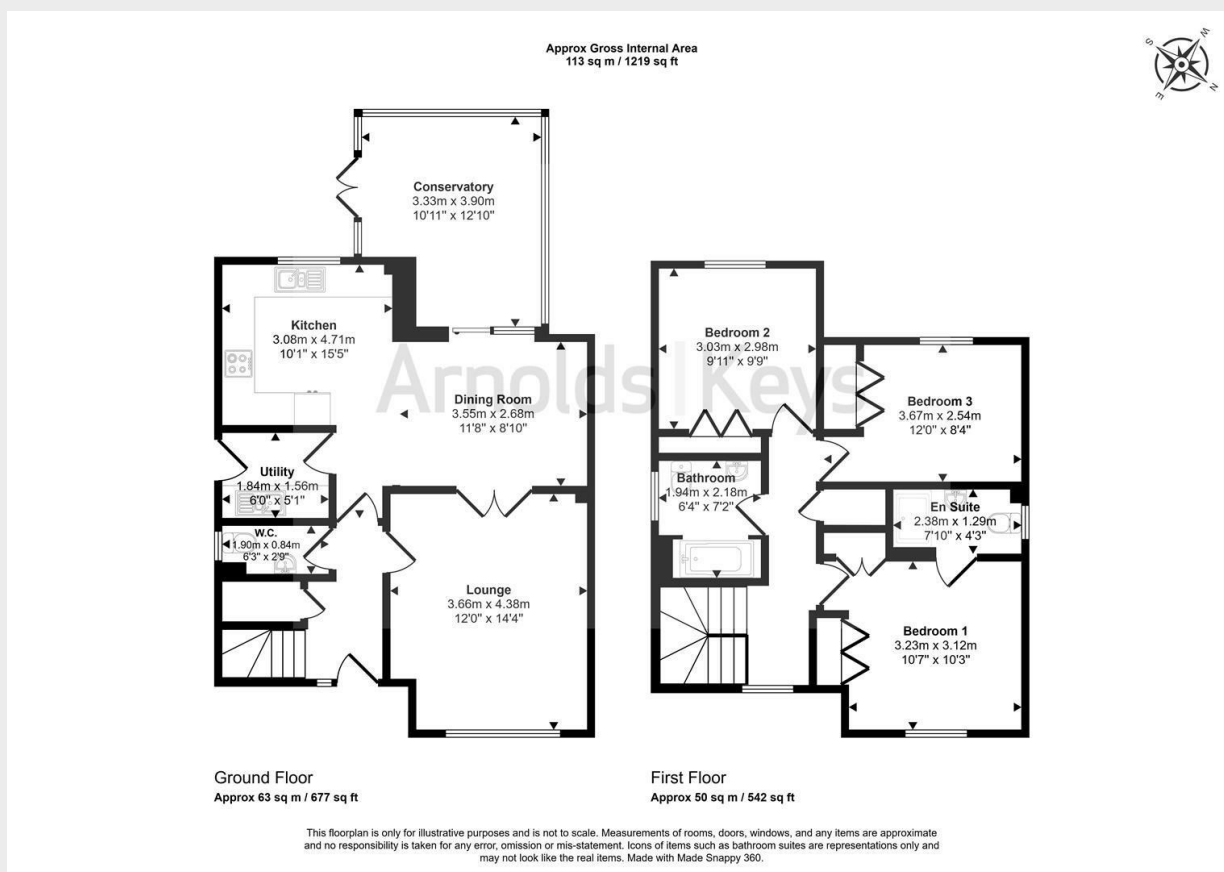 Approx Gross Internal Area
113 sq m / 1219 sq ft
S
W
E
N
Conservatory
3.33m x 3.90m
10'11" x 12'10"
Kitchen
3.08m x 4.71m
10'1" x 15'5"
Bedroom 2
3.03m x 2.98m
9'11" x 9'9"
Arnolds | Keys
Dining Room
3.55m x 2.68m
11'8" x 8'10"
Bedroom 3
3.67m x 2.54m
12'0" x 8'4"
Utility
1.84m x 1.56m
6'0" x 5'1"
Bathroom
1.94m x 2.18m
6'4" x 7'2"
En Suite
2.38m x 1.29m
7'10" x 4'3"
W.C.
1.90m x 0.84m
6'3" x 2'9"
Lounge
3.66m x 4.38m
12'0" x 14'4"
Bedroom 1
3.23m x 3.12m
10'7" x 10'3"
Ground Floor
Approx 63 sq m / 677 sq ft
First Floor
Approx 50 sq m / 542 sq ft
This floorplan is only for illustrative purposes and is not to scale. Measurements of rooms, doors, windows, and any items are approximate
and no responsibility is taken for any error, omission or mis-statement. Icons of items such as bathroom suites are representations only and
may not look like the real items. Made with Made Snappy 360.